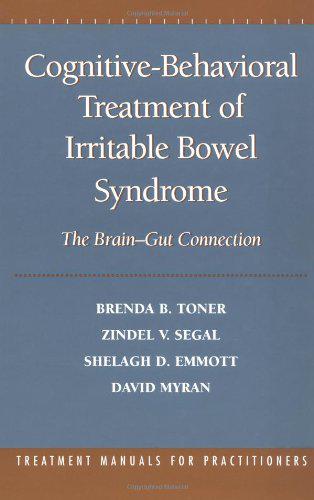 Cognitive-Behavioral
Treatment of
Irritable Bowel
Syndrome
The Brain–Gut Connection
BRENDA B. TONER
ZINDEL V. SEGAL
SHELAGH D. EMMOTT
DAVID MYRAN
TREATMENT MANUALS FOR PRACTITIONERS